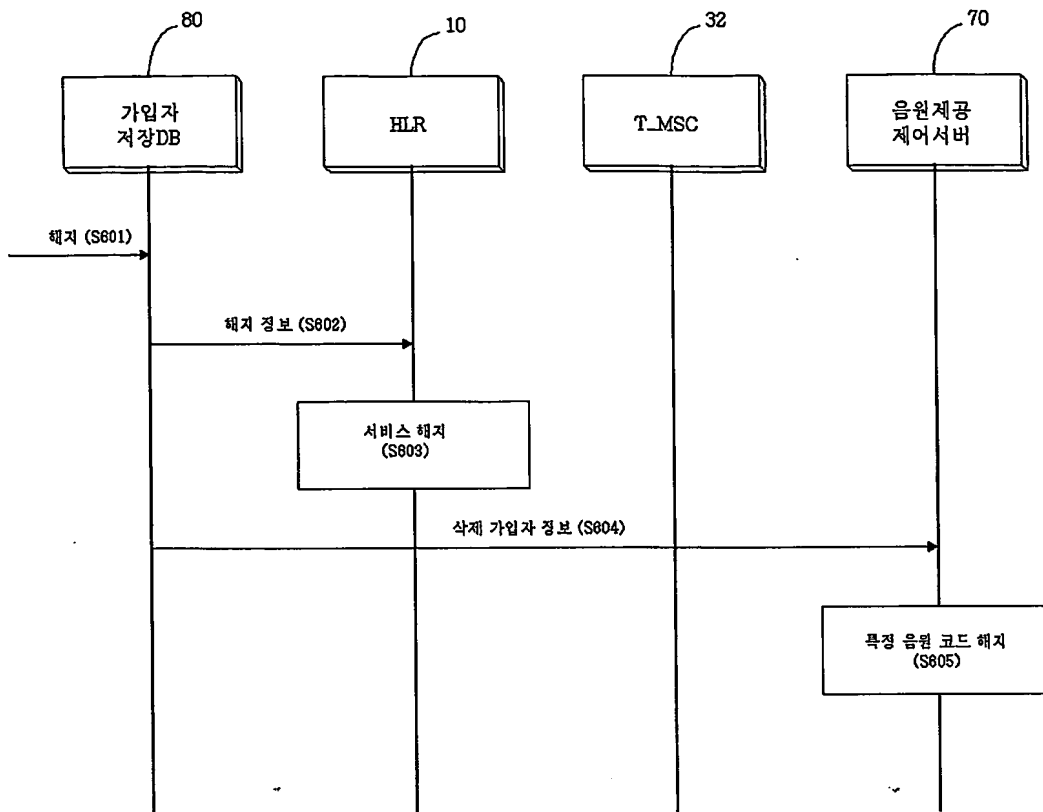 80
10
32
70
가입자
저장DB
HLR
T_MSC
음원제공
제어서버
해지 (S601)
해지 정보 (S602)
서비스 해지
(S603)
삭제 가입자 정보 (S604)
특정 음원 코드 해지
(S605)